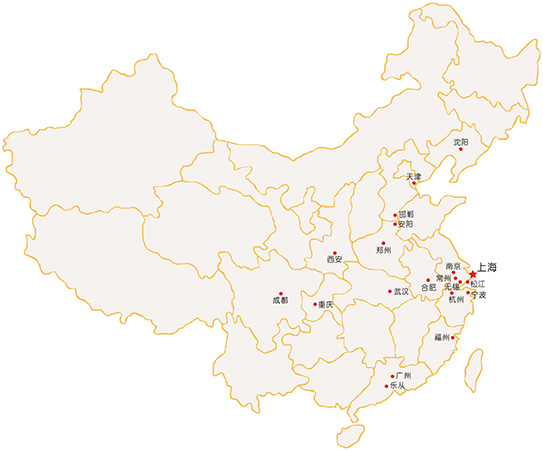 沈阳
天津
邯郸
安阳
郑州
西安
上海
南京
常州
合肥
无锡
松江
成都
武汉
宁波
杭州
重庆
福州
广州
乐从